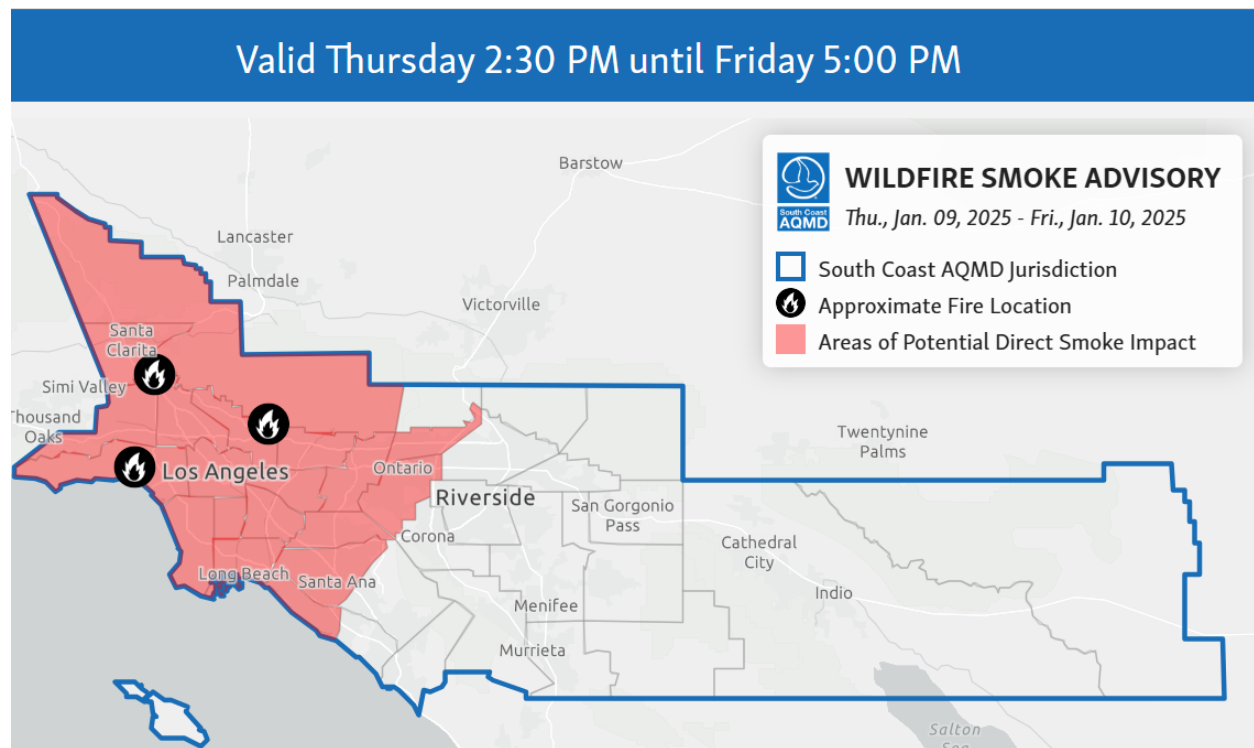 Valid Thursday 2:30 PM until Friday 5:00 PM
WILDFIRE SMOKE ADVISORY
South Coast
AQMD
Thu., Jan. 09, 2025 - Fri., Jan. 10, 2025
South Coast AQMD Jurisdiction
Approximate Fire Location
Areas of Potential Direct Smoke Impact
Barstow
Lancaster
Palmdale
Victorville
Santa
Clarita
Simi Valley
Thousand
Oaks
Los Angeles
Ontario
Riverside
Twentynine
Palms
San Gorgonio
Pass
Corona
Cathedral
City
Long Beach
Santa Ana
Indio
Menifee
Murrieta
Salton
Sea